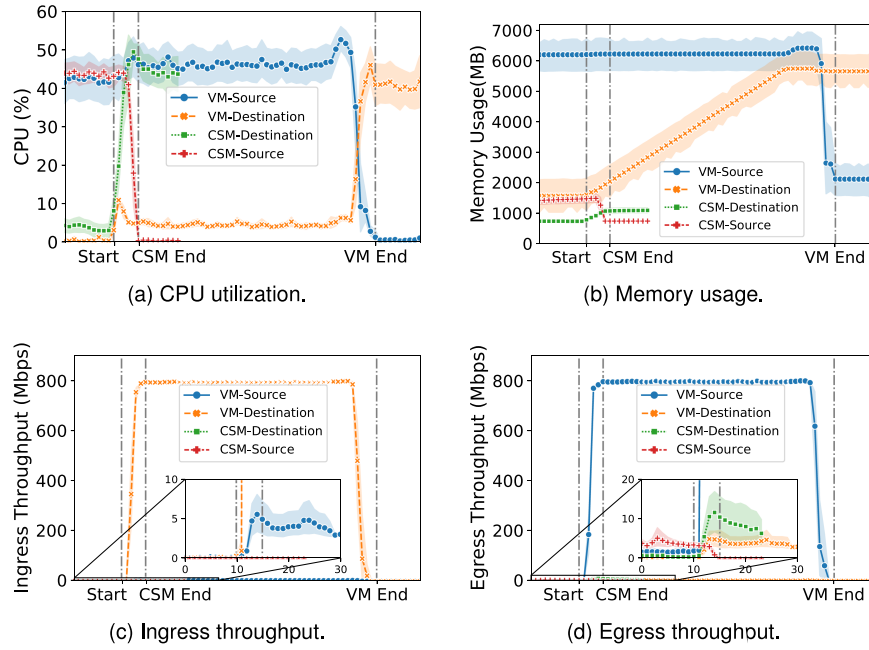 60
50
40
30
20
10
0
CPU (%)
VM-Source
VM-Destination
CSM-Destination
CSM-Source
Start
CSM End
VM End
(a) CPU utilization.
7000
6000
5000
4000
3000
2000
1000
0
Memory Usage(MB)
VM-Source
VM-Destination
CSM-Destination
CSM-Source
Start
CSM End
VM End
(b) Memory usage.
800
600
400
200
0
Ingress Throughput (Mbps)
VM-Source
VM-Destination
CSM-Destination
CSM-Source
10
5
0
0
10
20
30
Start
CSM End
VM End
(c) Ingress throughput.
800
600
400
200
0
Egress Throughput (Mbps)
VM-Source
VM-Destination
CSM-Destination
CSM-Source
20
10
0
0
10
20
30
Start
CSM End
VM End
(d) Egress throughput.